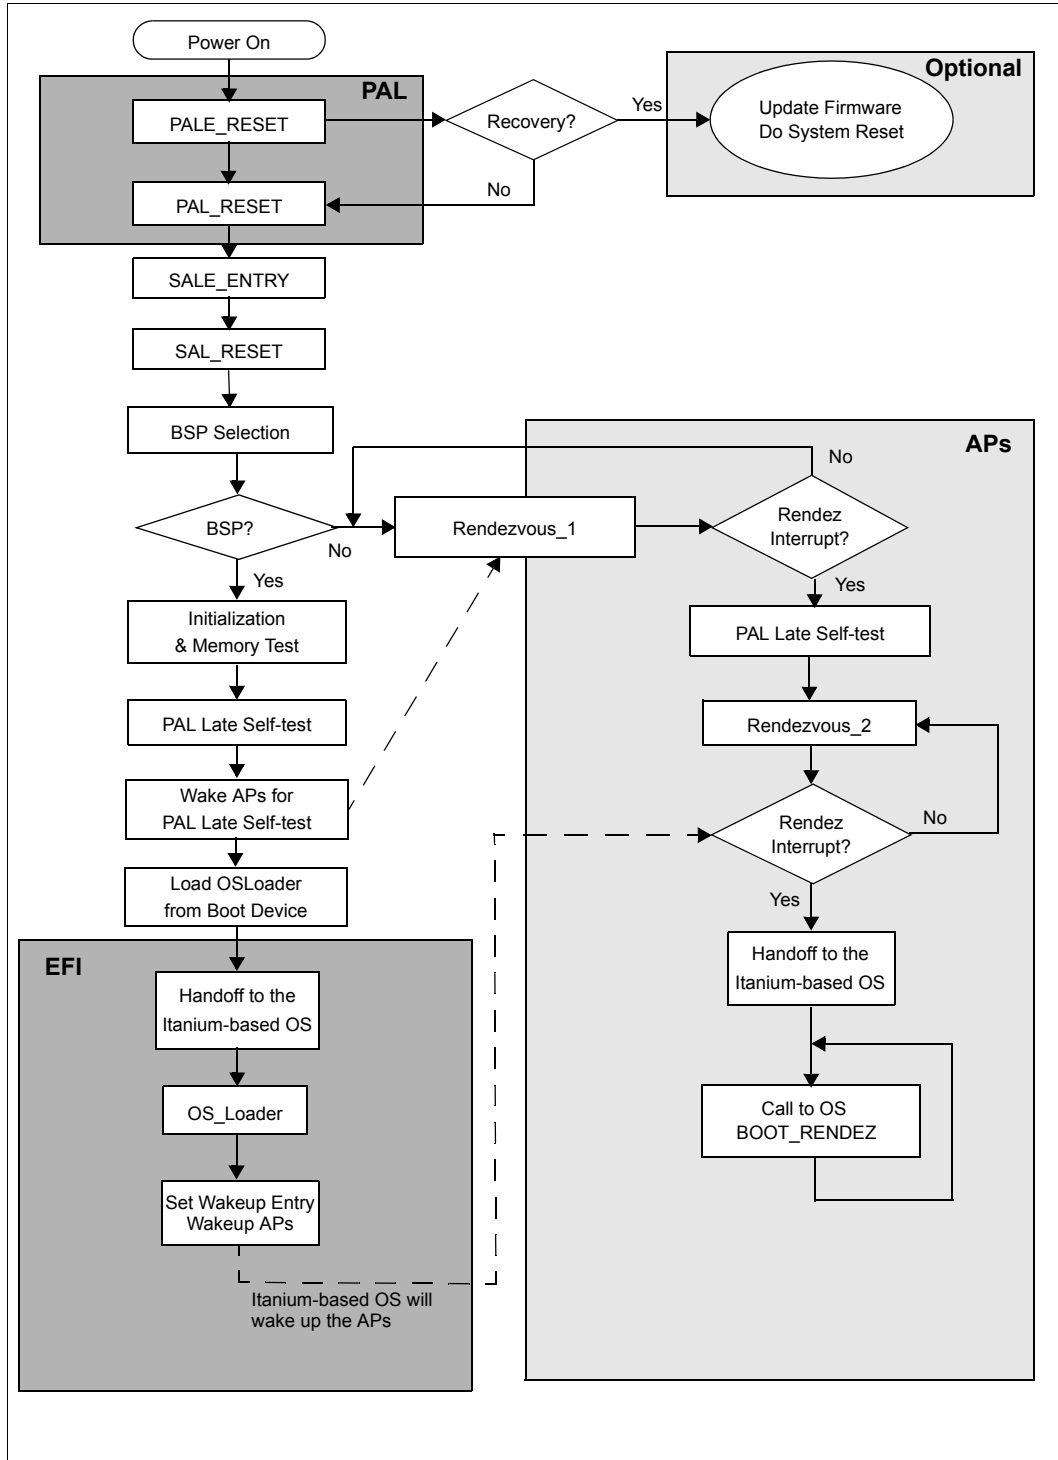 Power On
PAL
Optional
PALE_RESET
Recovery?
Yes
Update Firmware
Do System Reset
No
PAL_RESET
SALE_ENTRY
SAL_RESET
BSP Selection
APs
No
BSP?
No
Rendezvous_1
Rendez
Interrupt?
Yes
Yes
Initialization
& Memory Test
PAL Late Self-test
PAL Late Self-test
Rendezvous_2
Wake APs for
PAL Late Self-test
Rendez
Interrupt?
No
Load OSLoader
from Boot Device
Yes
EFI
Handoff to the
Itanium-based OS
Handoff to the
Itanium-based OS
OS_Loader
Call to OS
BOOT_RENDEZ
Set Wakeup Entry
Wakeup APs
Itanium-based OS will
wake up the APs